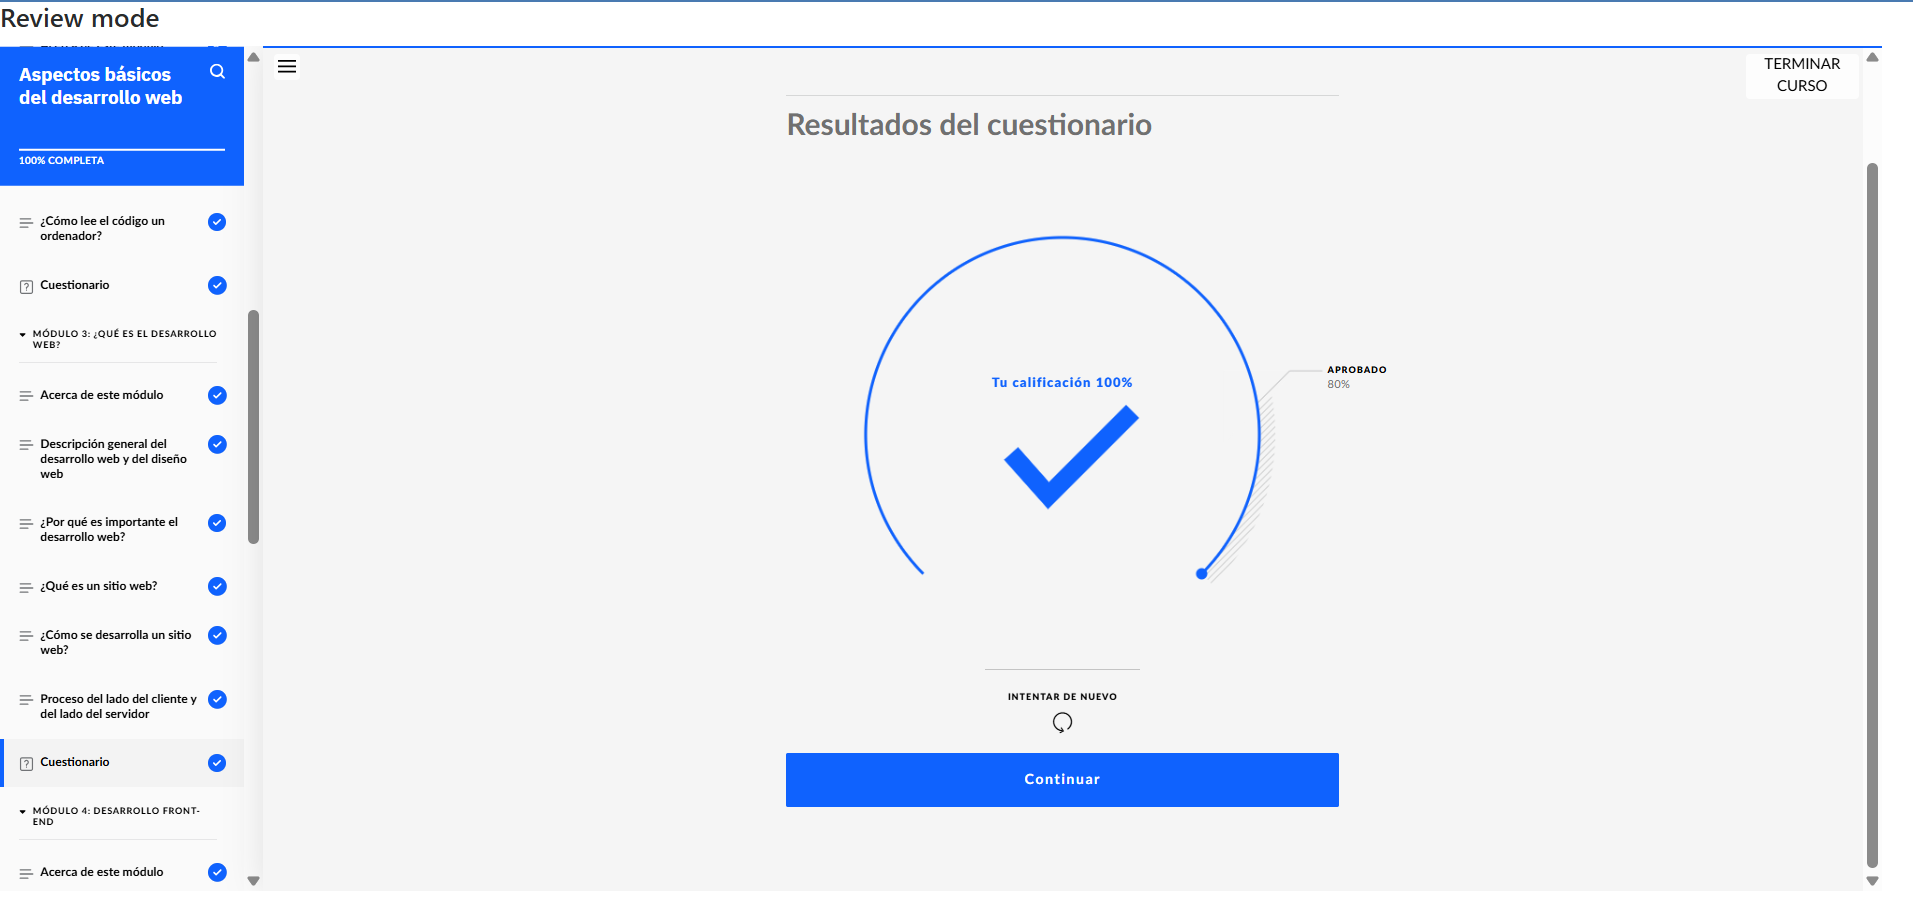 Review mode
Aspectos básicos
del desarrollo web
100% COMPLETA
¿Cómo lee el código un
ordenador?
Cuestionario
MÓDULO 3: ¿QUÉ ES EL DESARROLLO
WEB?
Acerca de este módulo
Descripción general del
desarrollo web y del diseño
web
¿Por qué es importante el
desarrollo web?
¿Qué es un sitio web?
¿Cómo se desarrolla un sitio
web?
Proceso del lado del cliente y
del lado del servidor
Cuestionario
MÓDULO 4: DESARROLLO FRONT-
END
Acerca de este módulo
TERMINAR
CURSO
Resultados del cuestionario
Tu calificación 100%
APROBADO
80%
INTENTAR DE NUEVO
Continuar